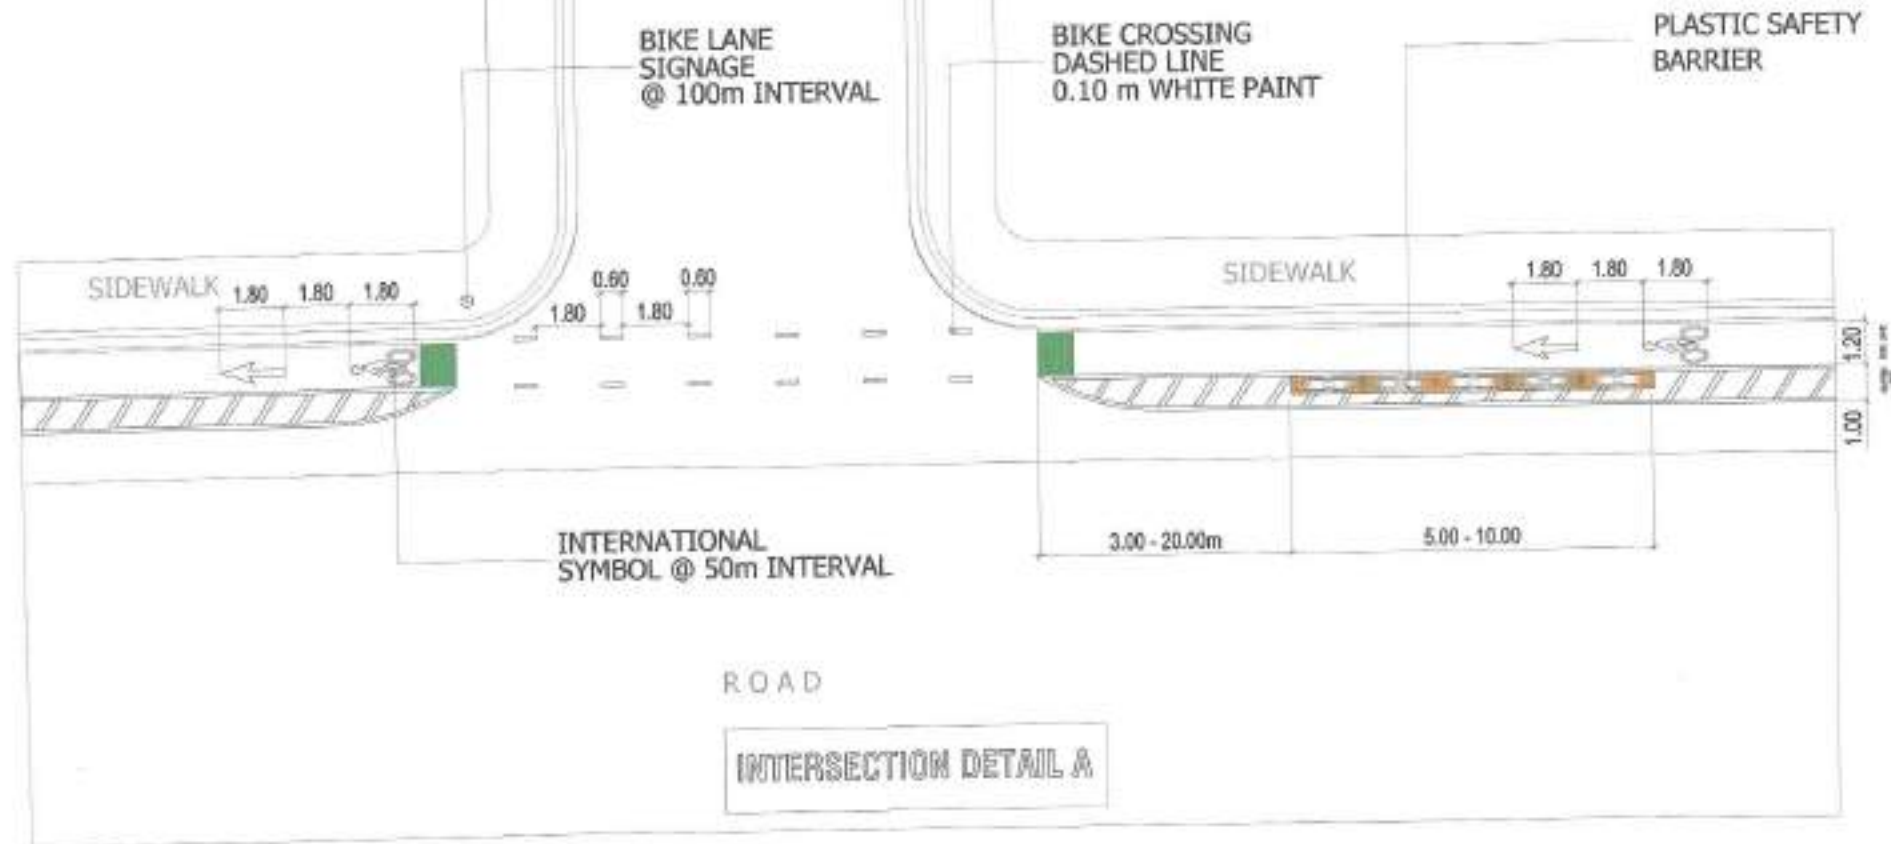 BIKE LANE
SIGNAGE
@ 100m INTERVAL
BIKE CROSSING
DASHED LINE
0.10 m WHITE PAINT
PLASTIC SAFETY
BARRIER
SIDEWALK
1.80
1.80
1.80
1.80
0.60
1.80
0.60
SIDEWALK
1.80
1.80
1.80
1.20
1.00
3.00 - 20.00m
5.00 - 10.00
INTERNATIONAL
SYMBOL @ 50m INTERVAL
ROAD
INTERSECTION DETAIL A